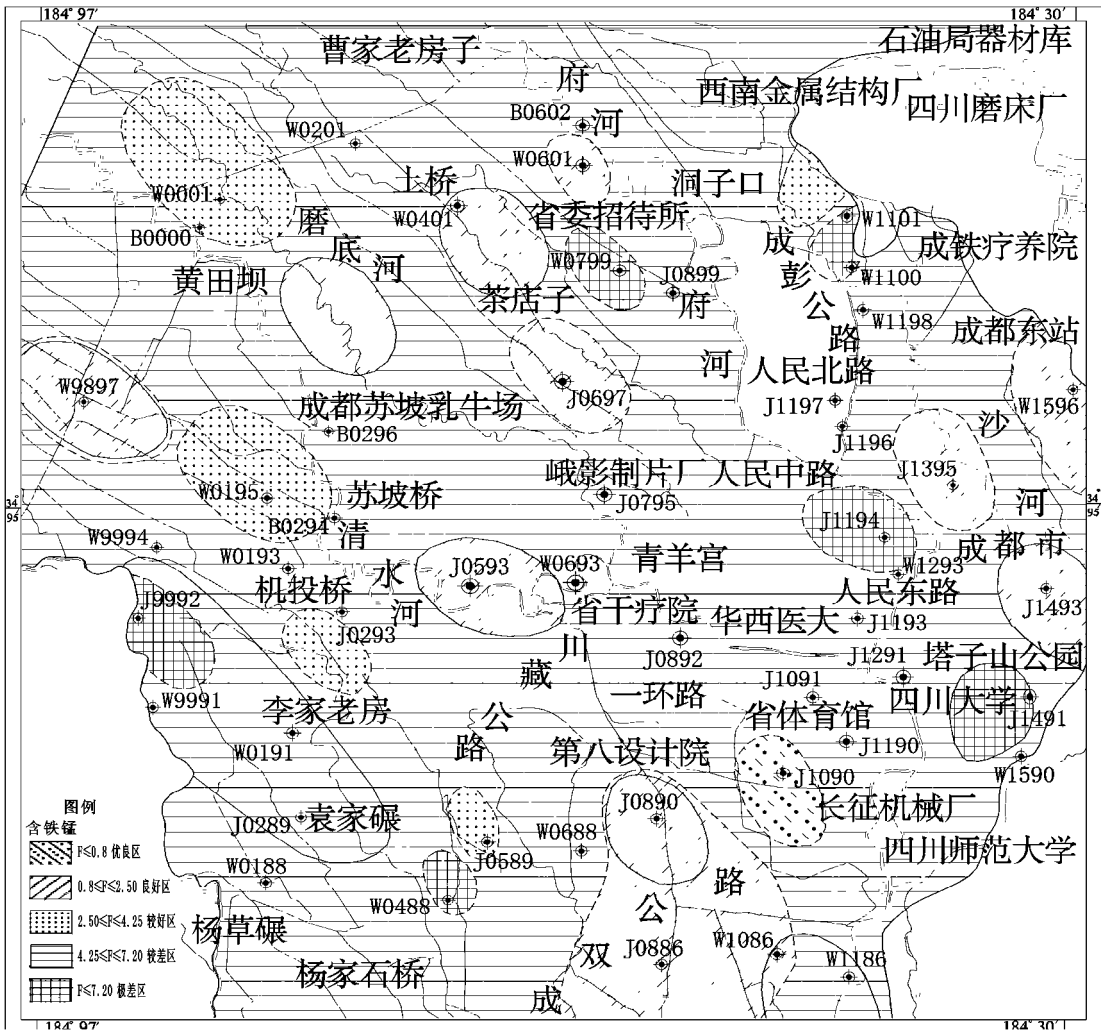 184° 97′
184° 30′
石油局器材库
曹家老房子
府
河
西南金属结构厂
四川磨床厂
B0602
W0201
W0601
土桥
洞子口
W0001
W0401
省委招待所
W1101
B0000
磨
底
河
成
彭
公
路
成铁疗养院
黄田坝
W0799
J0899
W1100
茶店子
府
河
W1198
成都东站
W9897
J0697
人民北路
成都苏坡乳牛场
J1197
W1596
B0296
J1196
沙
河
峨影制片厂
人民中路
J1395
W0195
苏坡桥
J0795
34°
95′
34°
95′
B0294
清
水
河
J1194
W9994
成都市
W0193
J0593
W0693
青羊宫
W1293
机投桥
人民东路
J9992
省干疗院
华西医大
J1193
J1493
J0293
川
藏
公
路
J0892
J1291
塔子山公园
一环路
J1091
四川大学
W9991
李家老房
J1491
省体育馆
W0191
第八设计院
J1190
W1590
J1090
J0890
长征机械厂
J0289
袁家碾
W0688
J0589
四川师范大学
W0188
W0488
路
公
双
成
杨草碾
W1086
J0886
杨家石桥
W1186
图例
含铁锰
F≤0.8 优良区
0.8≤F≤2.50 良好区
2.50≤F≤4.25 较好区
4.25≤F≤7.20 较差区
F≤7.20 极差区
184° 97′
184° 30′